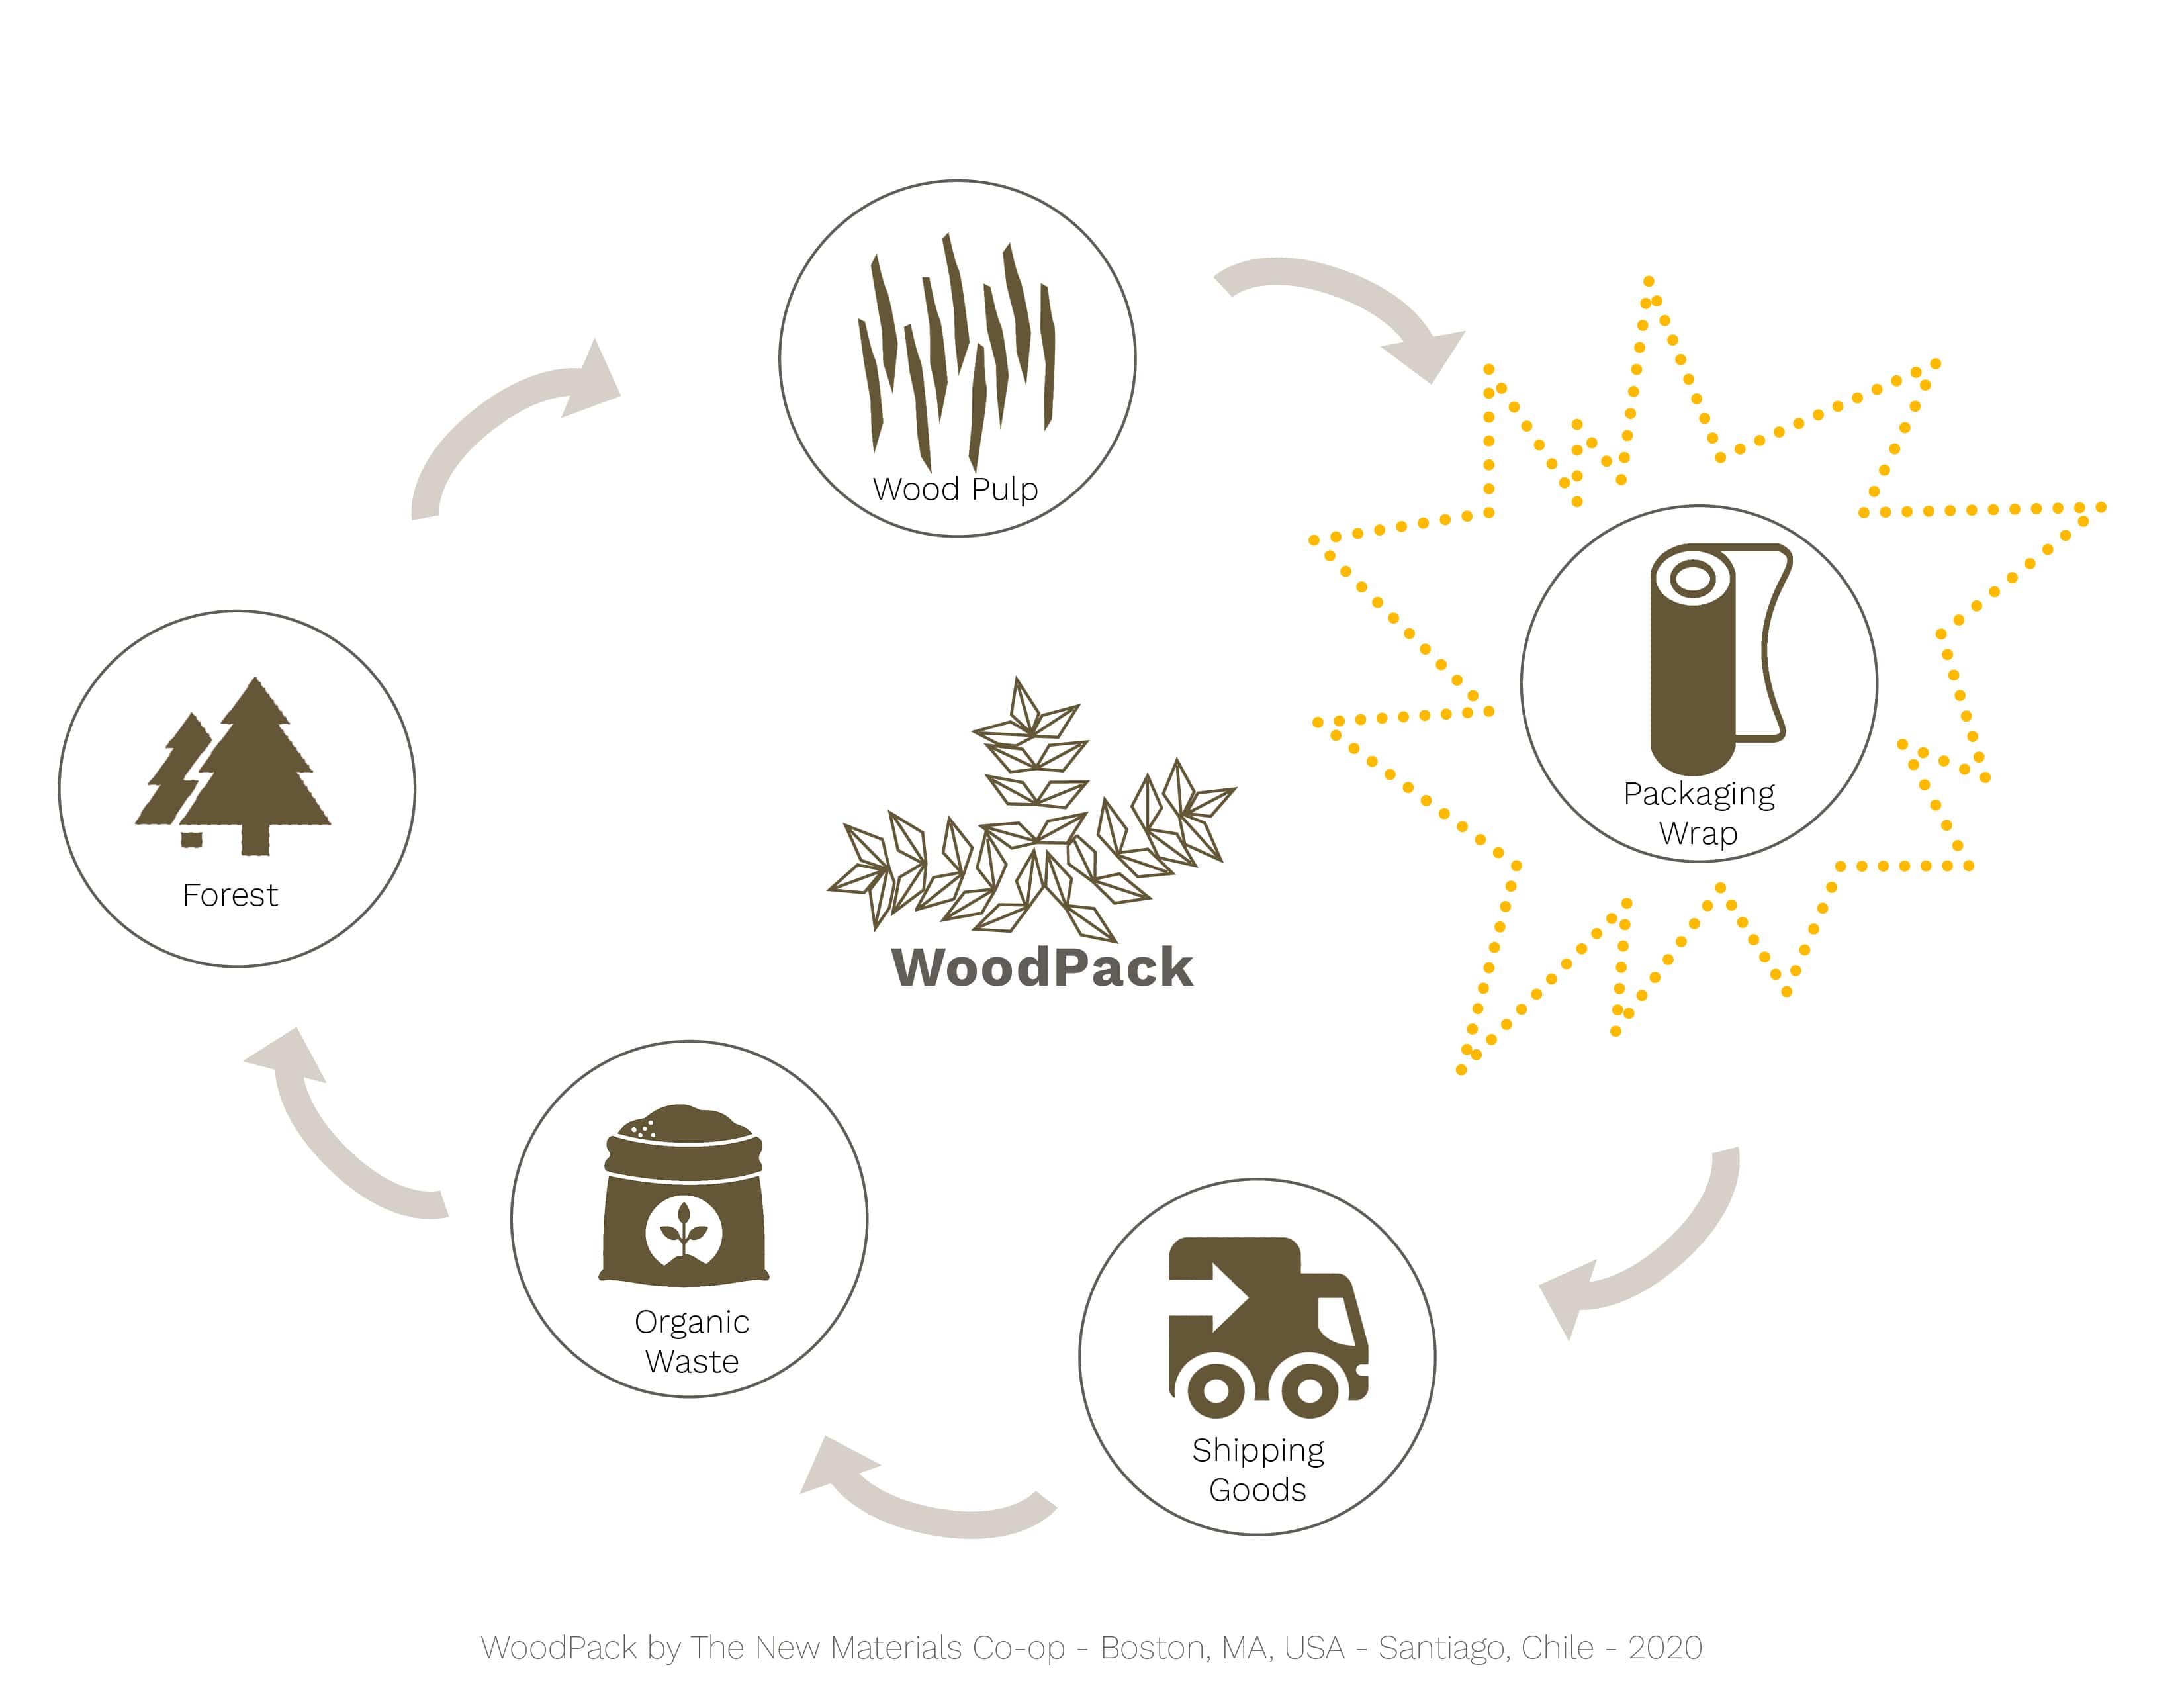 Wood Pulp
Packaging
Wrap
Forest
WoodPack
Organic
Waste
Shipping
Goods
WoodPack by The New Materials Co-op - Boston, MA, USA - Santiago, Chile - 2020